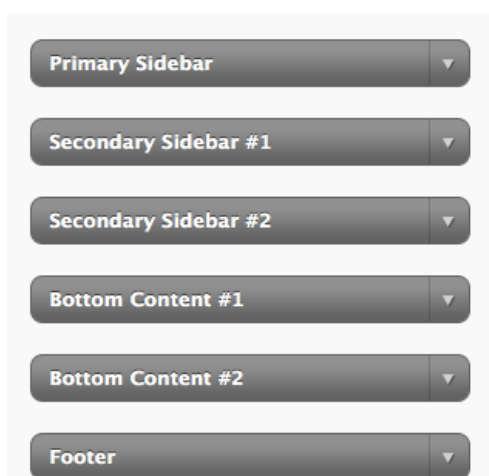 Primary Sidebar
Secondary Sidebar #1
Secondary Sidebar #2
Bottom Content #1
Bottom Content #2
Footer